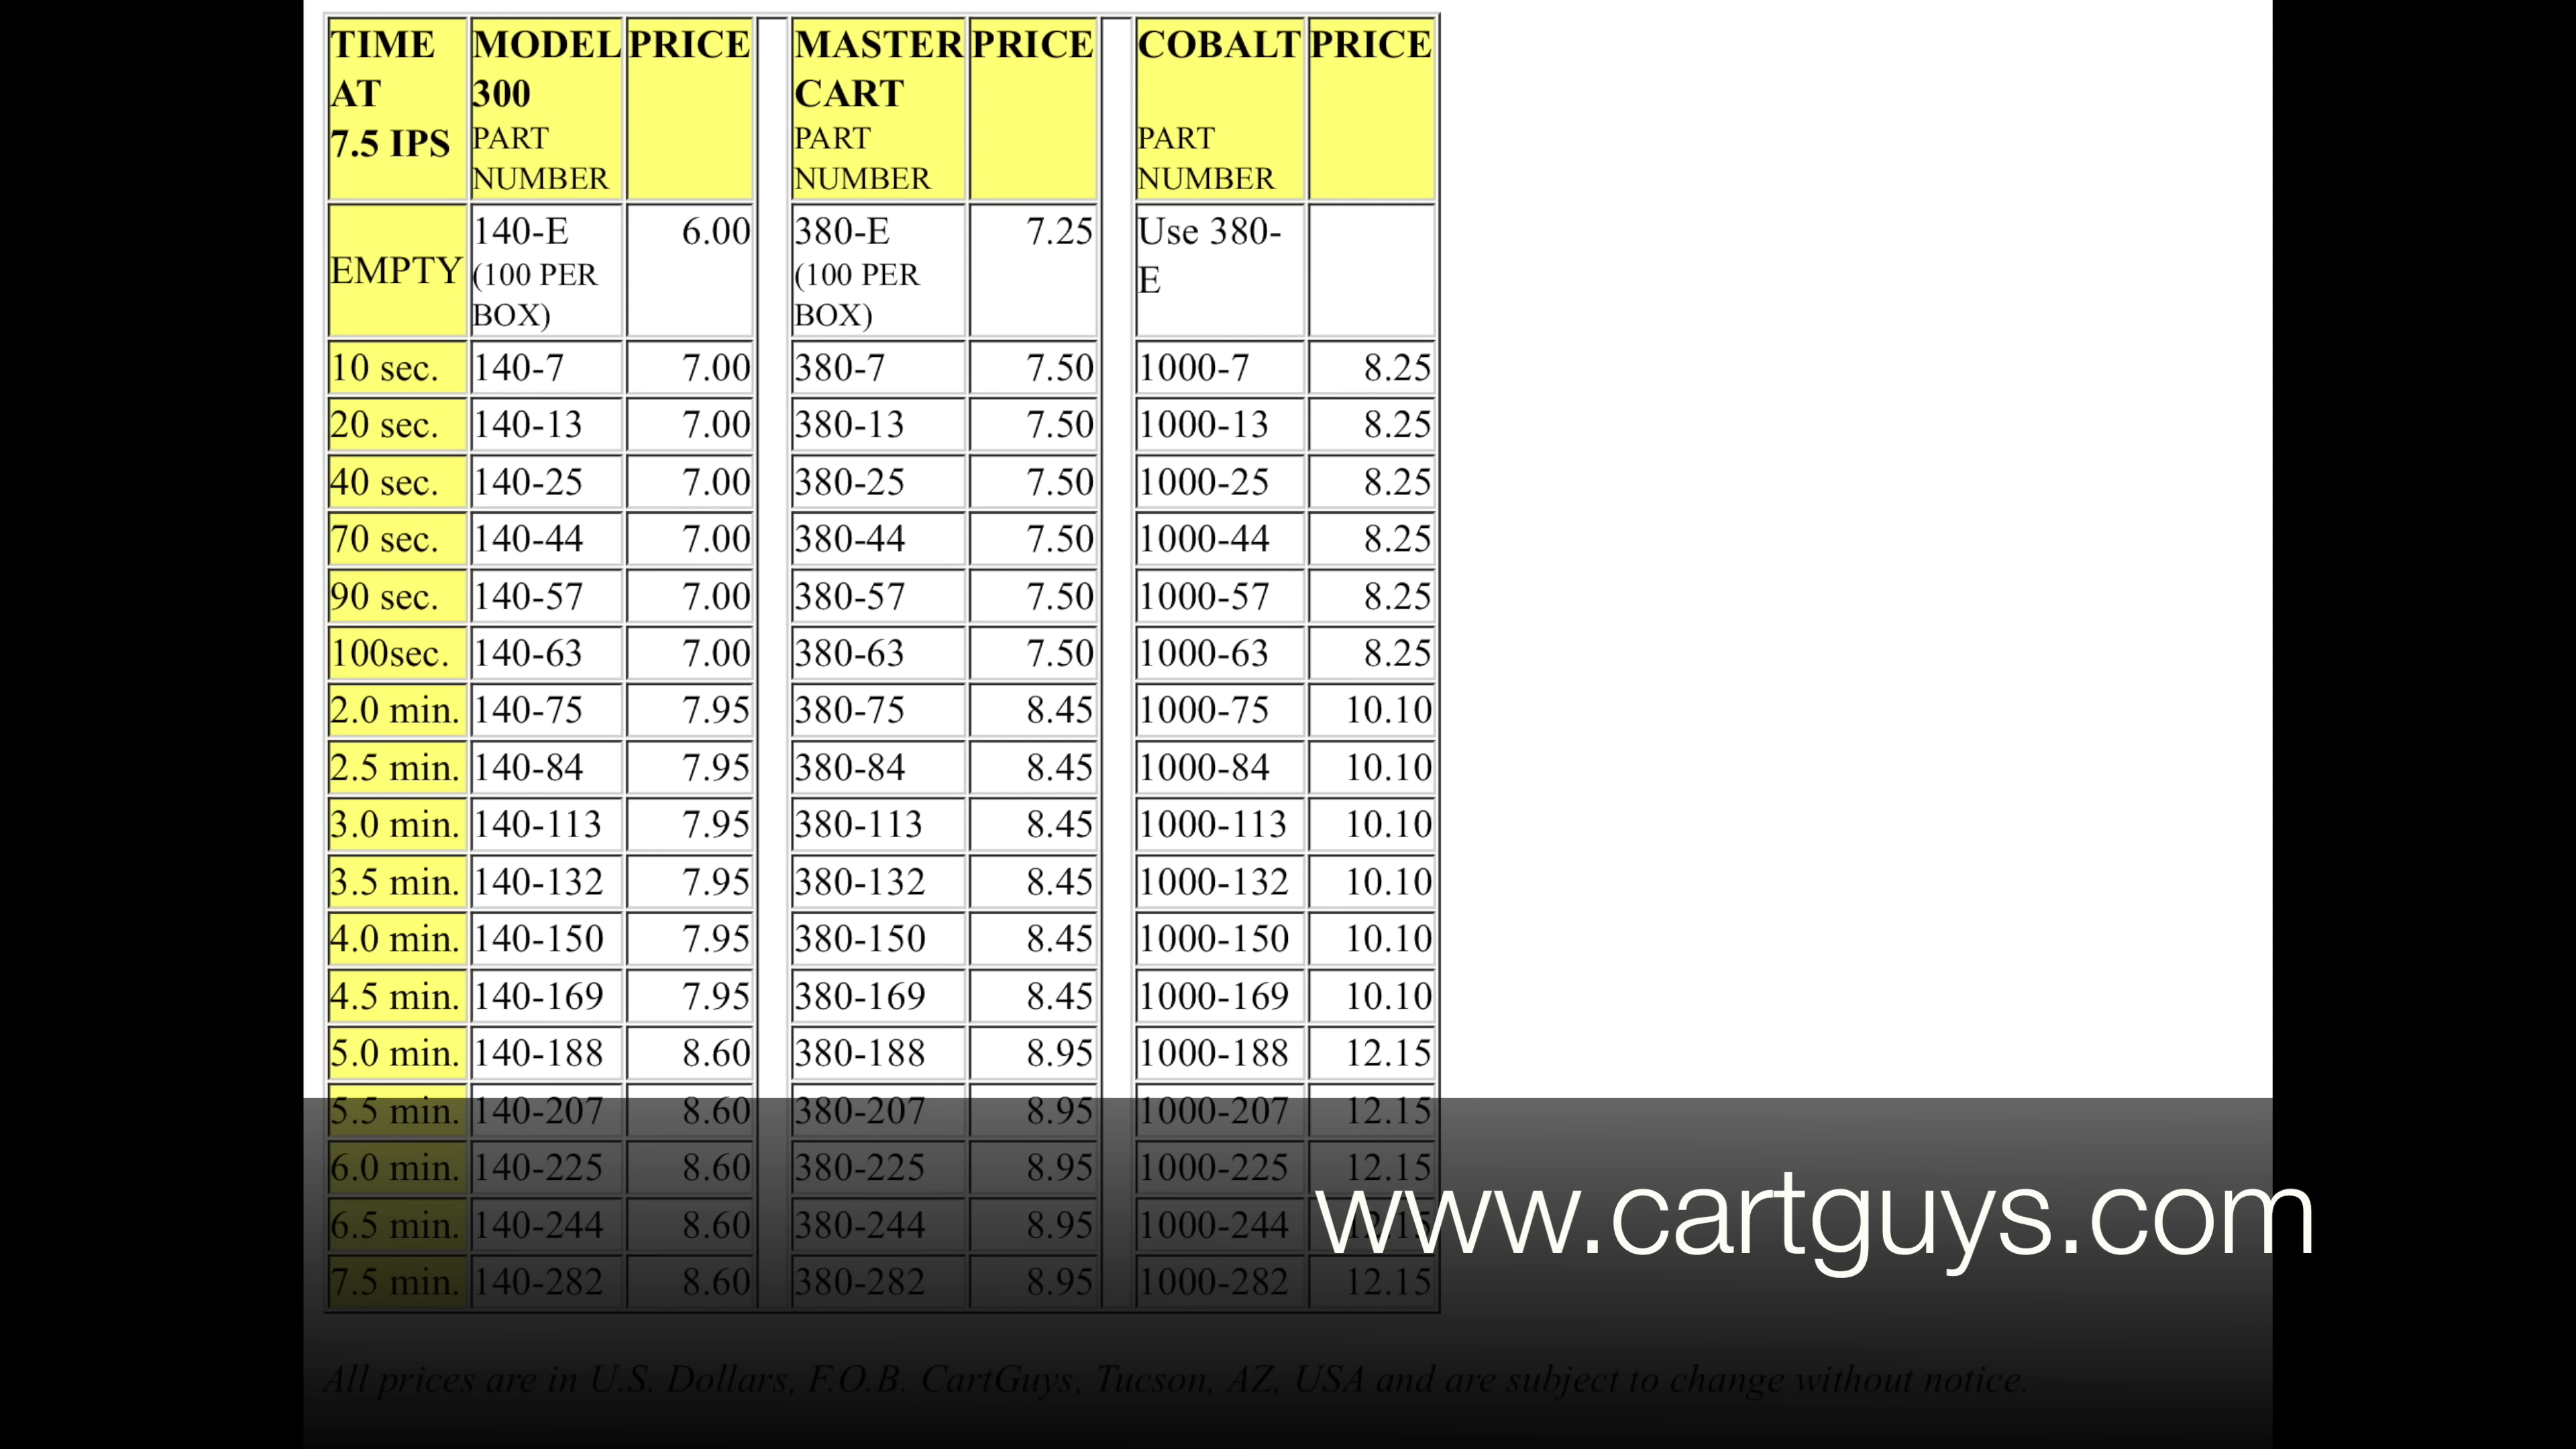 TIME AT 7.5 IPS MODEL 300 PART NUMBER PRICE MASTER CART PART NUMBER PRICE COBALT PART NUMBER PRICE
EMPTY 140-E (100 PER BOX) 6.00 380-E (100 PER BOX) 7.25 Use 380-E
10 sec. 140-7 7.00 380-7 7.50 1000-7 8.25
20 sec. 140-13 7.00 380-13 7.50 1000-13 8.25
40 sec. 140-25 7.00 380-25 7.50 1000-25 8.25
70 sec. 140-44 7.00 380-44 7.50 1000-44 8.25
90 sec. 140-57 7.00 380-57 7.50 1000-57 8.25
100sec. 140-63 7.00 380-63 7.50 1000-63 8.25
2.0 min. 140-75 7.95 380-75 8.45 1000-75 10.10
2.5 min. 140-84 7.95 380-84 8.45 1000-84 10.10
3.0 min. 140-113 7.95 380-113 8.45 1000-113 10.10
3.5 min. 140-132 7.95 380-132 8.45 1000-132 10.10
4.0 min. 140-150 7.95 380-150 8.45 1000-150 10.10
4.5 min. 140-169 7.95 380-169 8.45 1000-169 10.10
5.0 min. 140-188 8.60 380-188 8.95 1000-188 12.15
5.5 min. 140-207 8.60 380-207 8.95 1000-207 12.15
6.0 min. 140-225 8.60 380-225 8.95 1000-225 12.15
6.5 min. 140-244 8.60 380-244 8.95 1000-244 12.15
7.5 min. 140-282 8.60 380-282 8.95 1000-282 12.15
www.cartguys.com
All prices are in U.S. Dollars, F.O.B. CartGuys, Tucson, AZ, USA and are subject to change without notice.